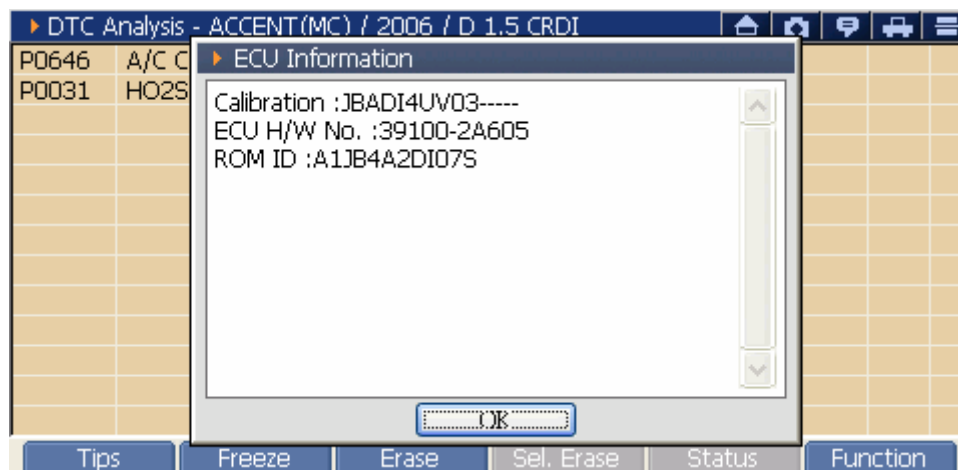 DTC Analysis - ACCENT(MC) / 2006 / D 1.5 CRDI
P0646 A/C C
P0031 HO2S
ECU Information
Calibration :JBADI4UV03-----
ECU H/W No. :39100-2A605
ROM ID :A1JB4A2DI07S
OK
Tips Freeze Erase Sel. Erase Status Function